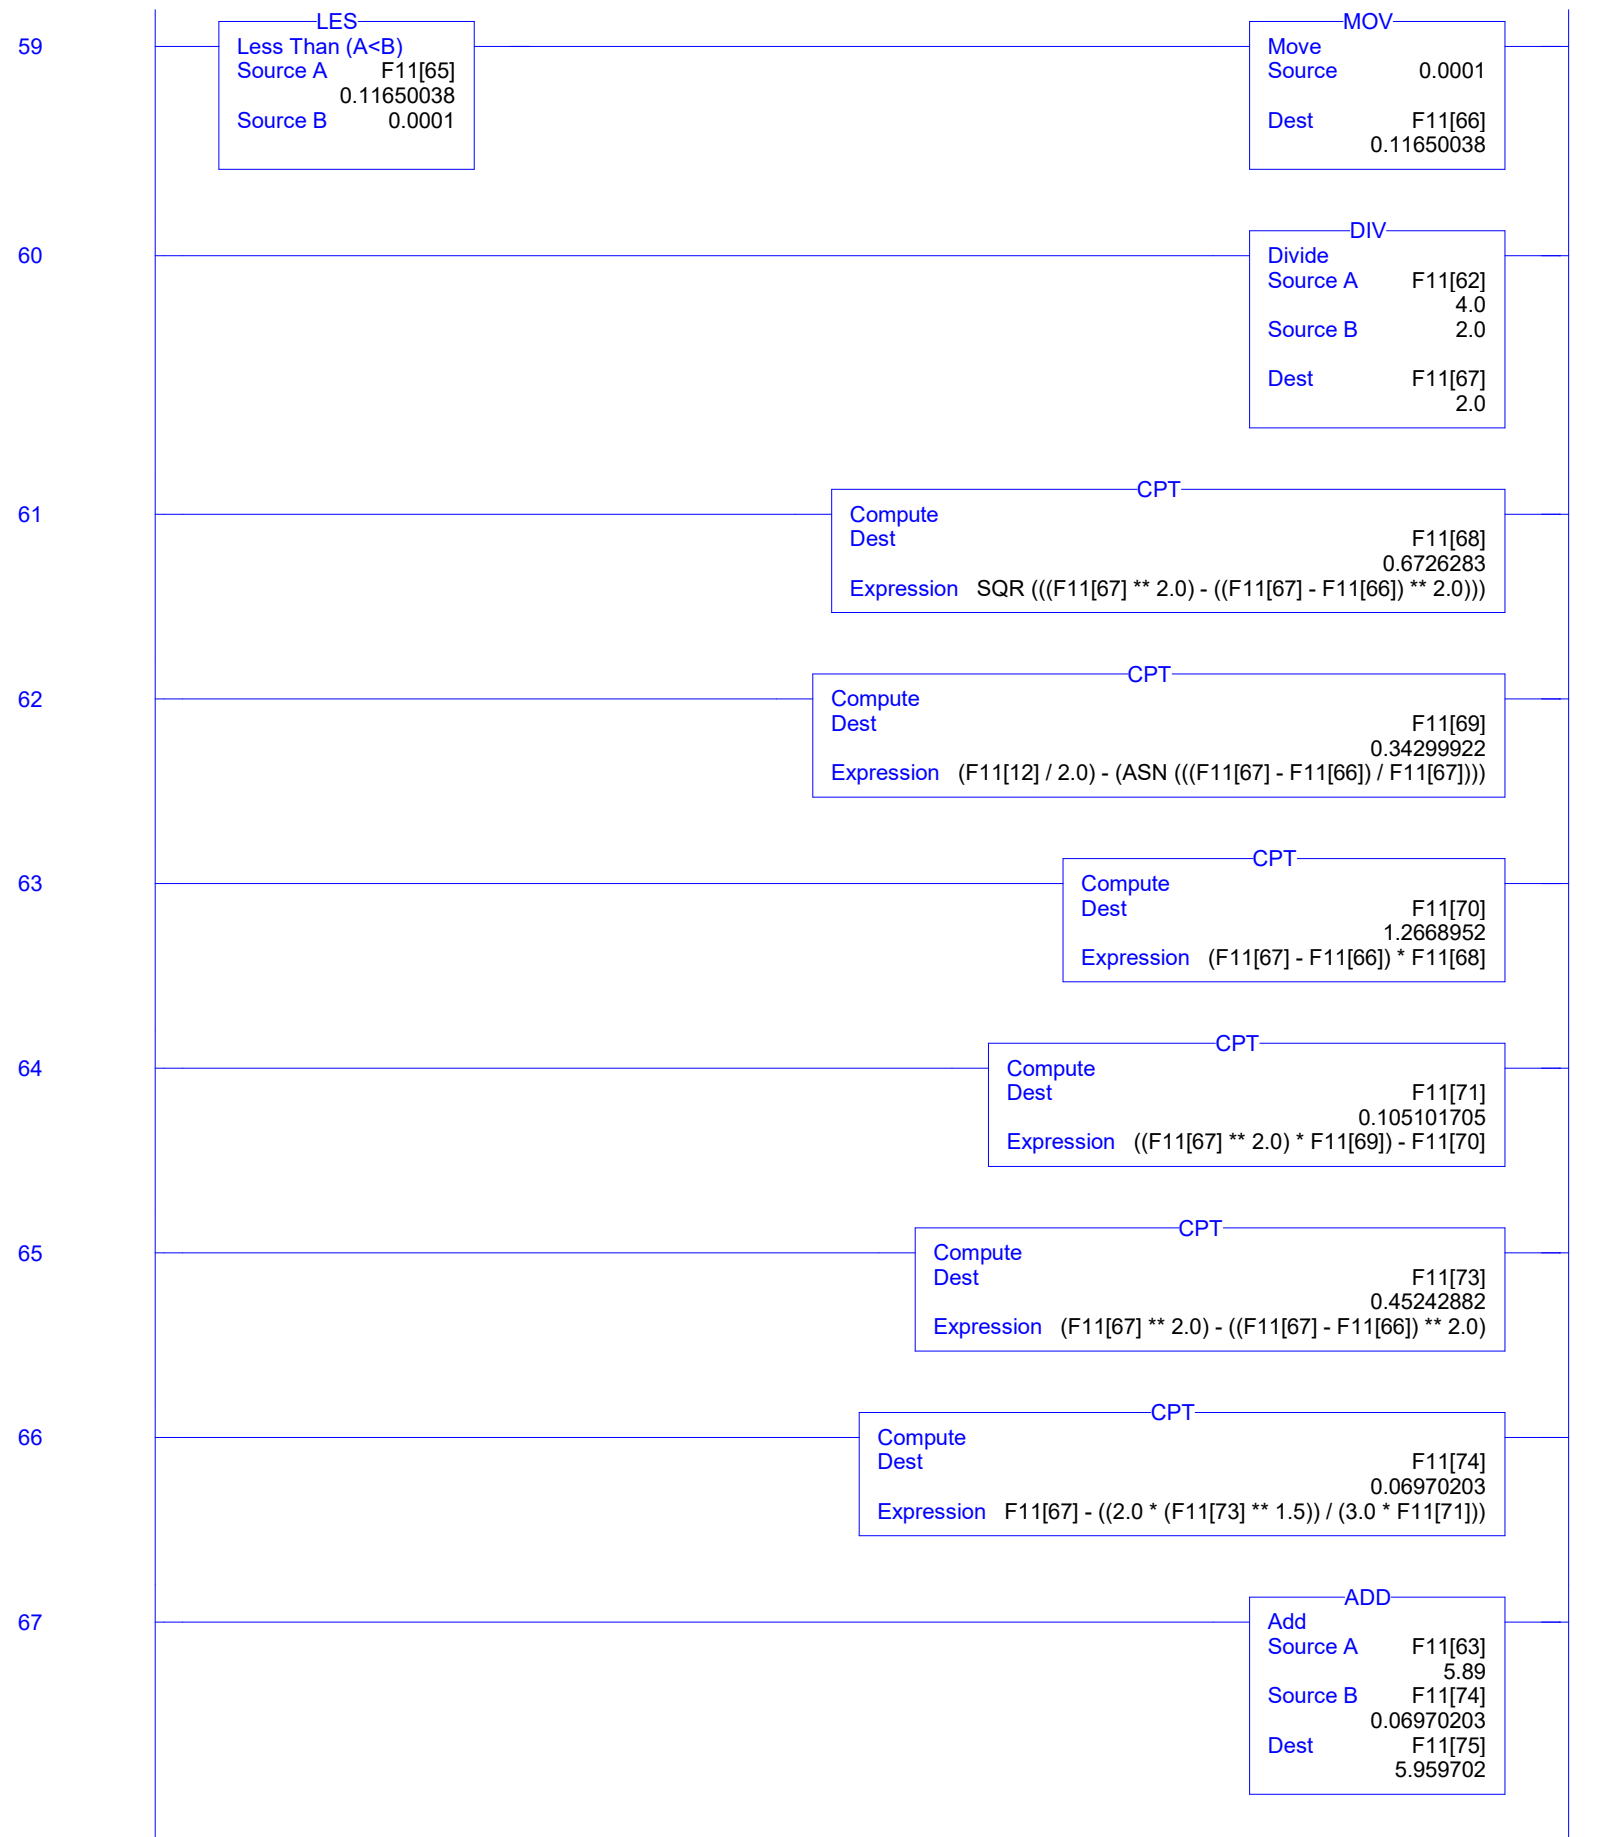 59
LES
Less Than (A<B)
Source A F11[65]
0.11650038
Source B 0.0001
MOV
Move
Source 0.0001
Dest F11[66]
0.11650038
60
DIV
Divide
Source A F11[62]
4.0
Source B 2.0
Dest F11[67]
2.0
61
CPT
Compute
Dest F11[68]
0.6726283
Expression SQR (((F11[67] ** 2.0) - ((F11[67] - F11[66]) ** 2.0)))
62
CPT
Compute
Dest F11[69]
0.34299922
Expression (F11[12] / 2.0) - (ASN (((F11[67] - F11[66]) / F11[67])))
63
CPT
Compute
Dest F11[70]
1.2668952
Expression (F11[67] - F11[66]) * F11[68]
64
CPT
Compute
Dest F11[71]
0.105101705
Expression ((F11[67] ** 2.0) * F11[69]) - F11[70]
65
CPT
Compute
Dest F11[73]
0.45242882
Expression (F11[67] ** 2.0) - ((F11[67] - F11[66]) ** 2.0)
66
CPT
Compute
Dest F11[74]
0.06970203
Expression F11[67] - ((2.0 * (F11[73] ** 1.5)) / (3.0 * F11[71]))
67
ADD
Add
Source A F11[63]
5.89
Source B F11[74]
0.06970203
Dest F11[75]
5.959702